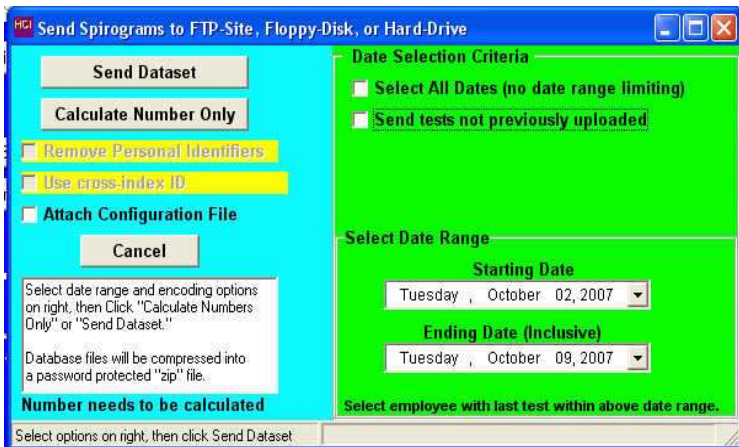 HCI Send Spirograms to FTP-Site, Floppy-Disk, or Hard-Drive
Send Dataset
Calculate Number Only
Remove Personal Identifiers
Use cross-index ID
Attach Configuration File
Cancel
Select date range and encoding options
on right, then Click "Calculate Numbers
Only" or "Send Dataset."
Database files will be compressed into
a password protected "zip" file.
Number needs to be calculated
Date Selection Criteria
Select All Dates (no date range limiting)
Send tests not previously uploaded
Select Date Range
Starting Date
Tuesday , October 02, 2007
Ending Date (Inclusive)
Tuesday , October 09, 2007
Select employee with last test within above date range.
Select options on right, then click Send Dataset